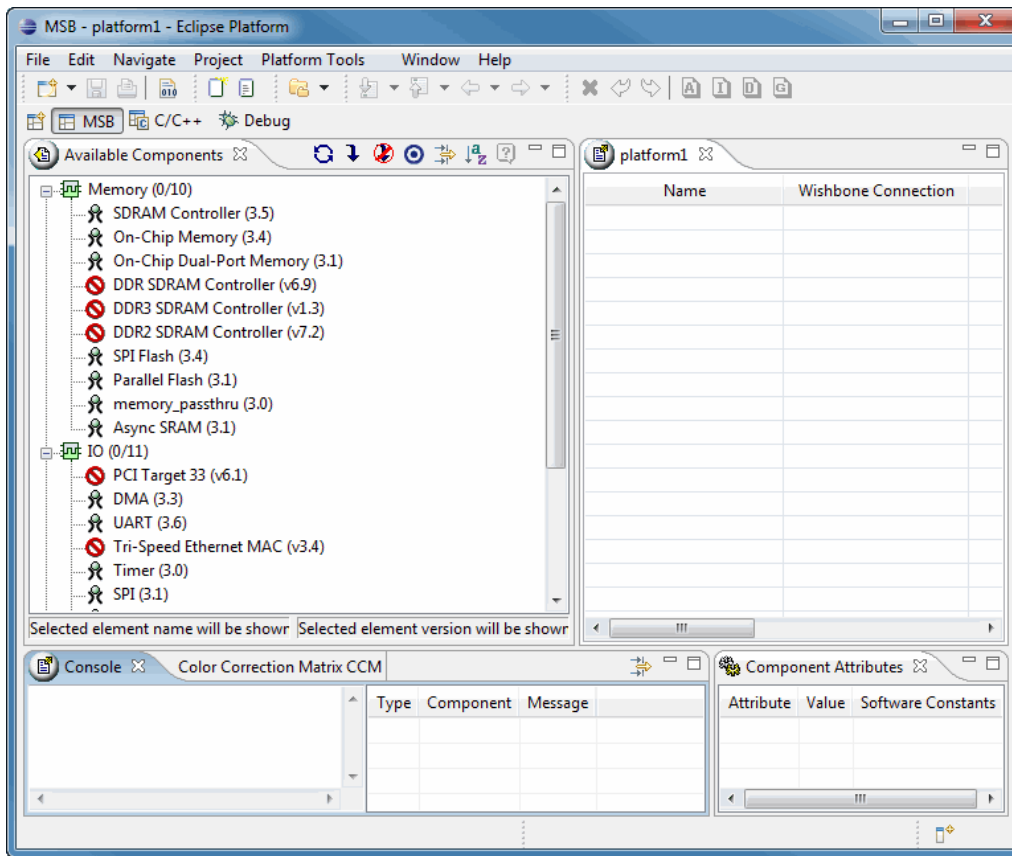 MSB - platform1 - Eclipse Platform
File Edit Navigate Project Platform Tools Window Help
010 A I D G
MSB C/C++ Debug
Available Components a z ?
Memory (0/10)
SDRAM Controller (3.5)
On-Chip Memory (3.4)
On-Chip Dual-Port Memory (3.1)
DDR SDRAM Controller (v6.9)
DDR3 SDRAM Controller (v1.3)
DDR2 SDRAM Controller (v7.2)
SPI Flash (3.4)
Parallel Flash (3.1)
memory_passthru (3.0)
Async SRAM (3.1)
IO (0/11)
PCI Target 33 (v6.1)
DMA (3.3)
UART (3.6)
Tri-Speed Ethernet MAC (v3.4)
Timer (3.0)
SPI (3.1)
Selected element name will be shown Selected element version will be shown
platform1
Name Wishbone Connection
Console Color Correction Matrix CCM
Type Component Message
Component Attributes
Attribute Value Software Constants